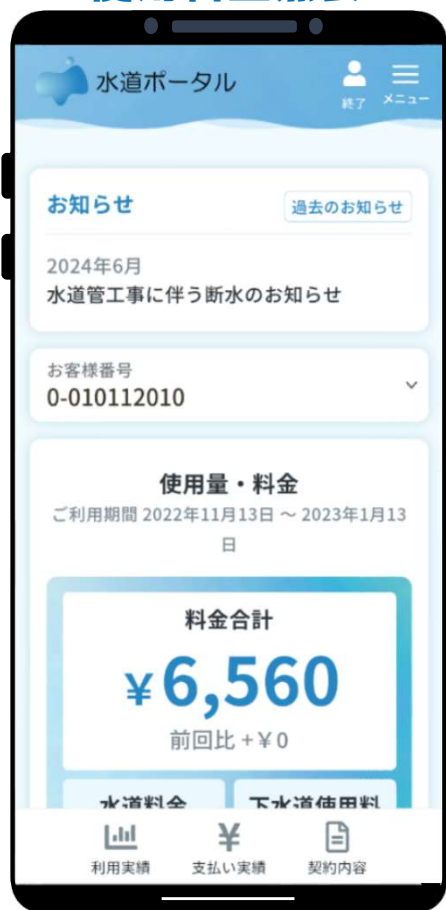 水道ポータル
終了
メニュー
お知らせ
過去のお知らせ
2024年6月
水道管工事に伴う断水のお知らせ
お客様番号
0-010112010
使用量・料金
ご利用期間 2022年11月13日 ～ 2023年1月13
日
料金合計
¥6,560
前回比 +¥0
水道料金
下水道使用料
利用実績
支払い実績
契約内容